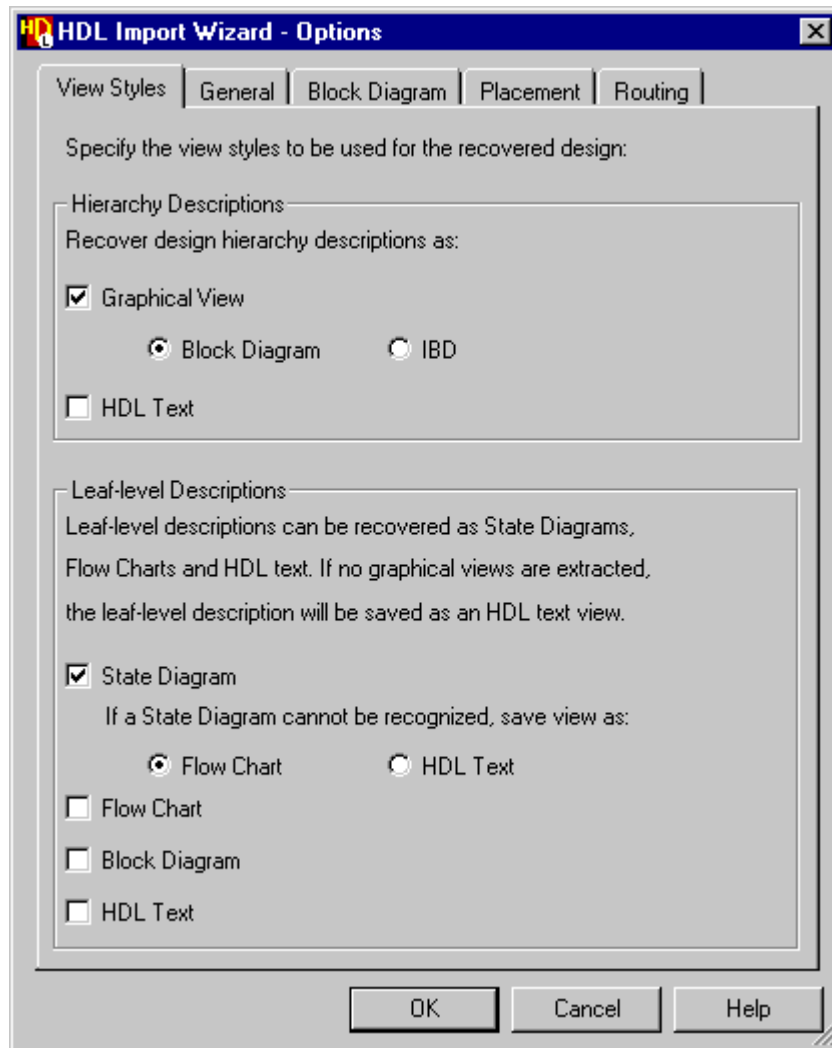 HDL Import Wizard - Options
View Styles General Block Diagram Placement Routing
Specify the view styles to be used for the recovered design:
Hierarchy Descriptions
Recover design hierarchy descriptions as:
Graphical View
Block Diagram IBD
HDL Text
Leaf-level Descriptions
Leaf-level descriptions can be recovered as State Diagrams,
Flow Charts and HDL text. If no graphical views are extracted,
the leaf-level description will be saved as an HDL text view.
State Diagram
If a State Diagram cannot be recognized, save view as:
Flow Chart HDL Text
Flow Chart
Block Diagram
HDL Text
OK Cancel Help